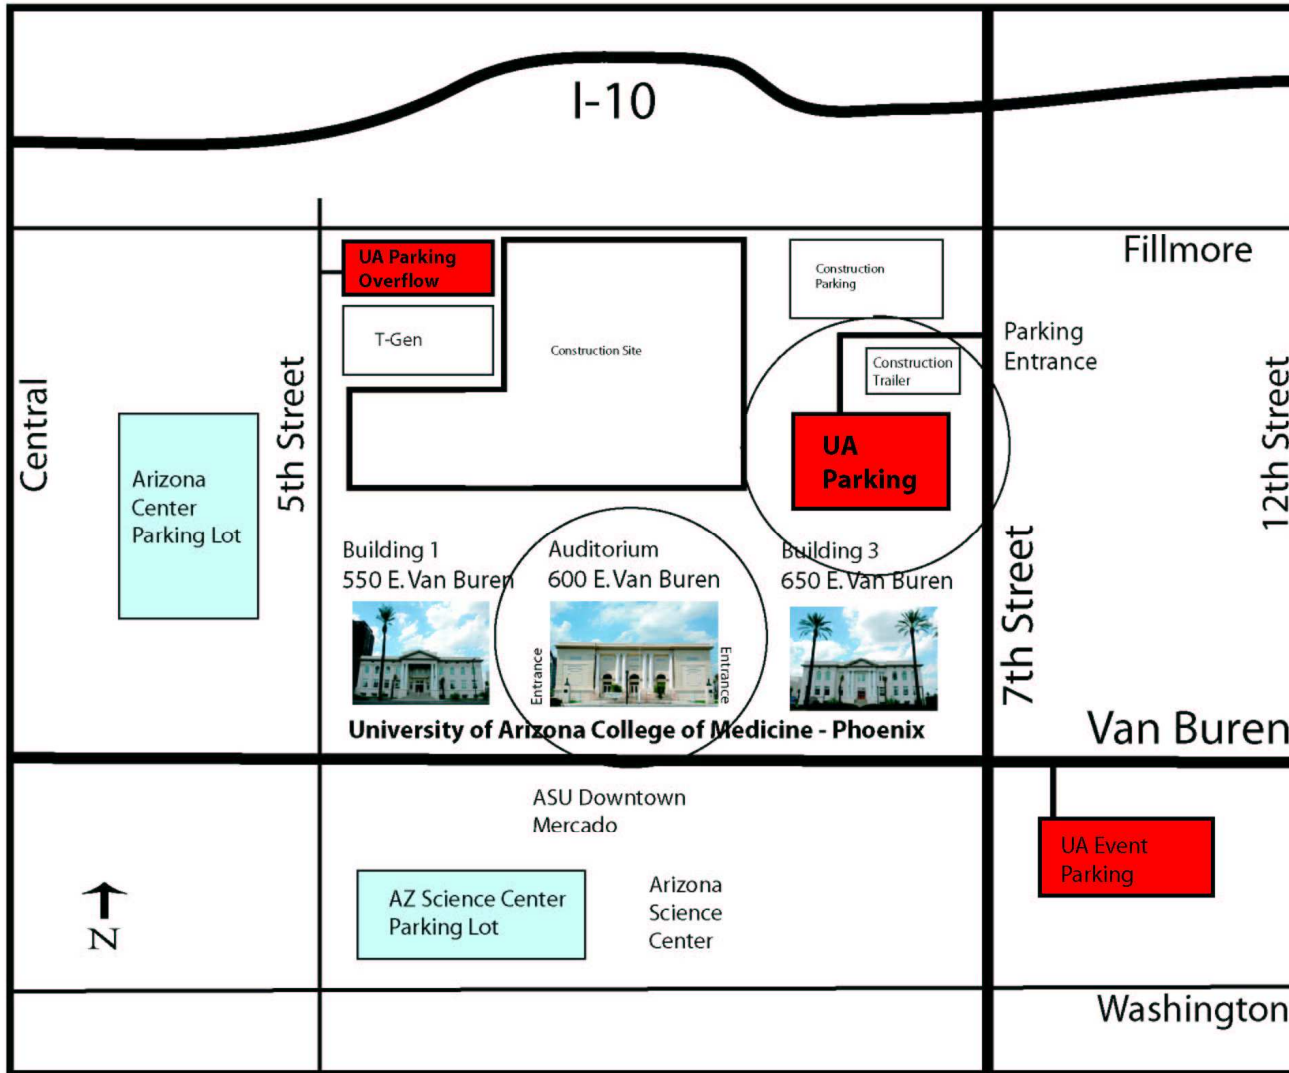 I-10
Fillmore
UA Parking
Overflow
Construction
Parking
T-Gen
Construction Site
Parking
Entrance
Construction
Trailer
Central
5th Street
12th Street
Arizona
Center
Parking Lot
UA
Parking
Building 1
550 E. Van Buren
Auditorium
600 E. Van Buren
Building 3
650 E. Van Buren
7th Street
Entrance
Entrance
University of Arizona College of Medicine - Phoenix
Van Buren
ASU Downtown
Mercado
UA Event
Parking
AZ Science Center
Parking Lot
Arizona
Science
Center
N
Washington